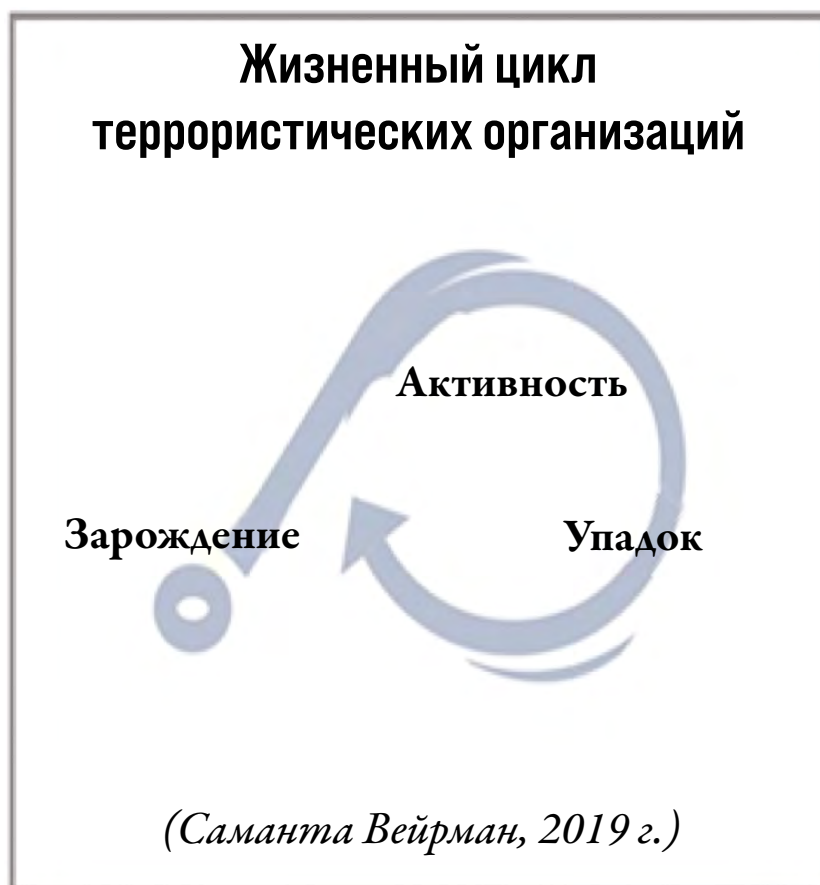 Жизненный цикл
террористических организаций
Активность
Зарождение
Упадок
(Саманта Вейрман, 2019 г.)